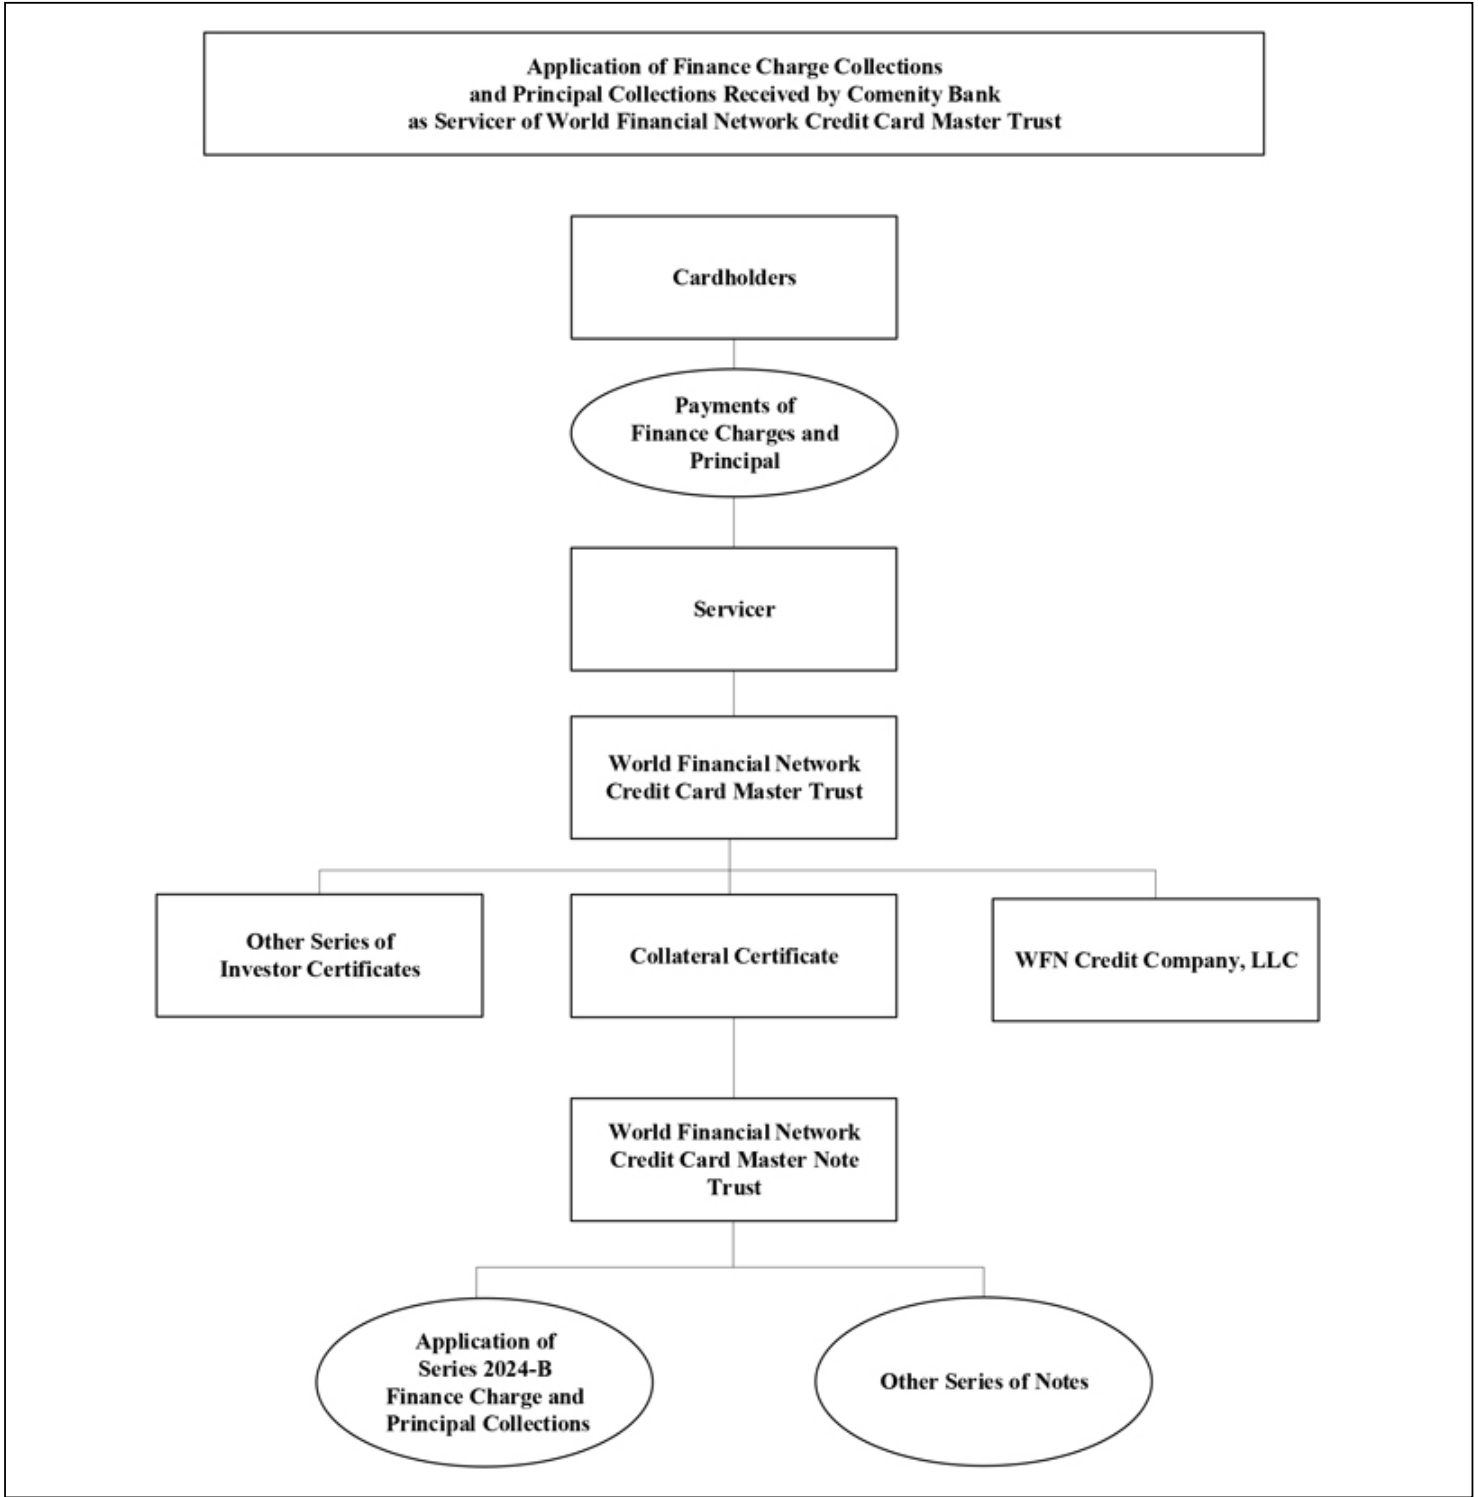 Application of Finance Charge Collections
and Principal Collections Received by Comenity Bank
as Servicer of World Financial Network Credit Card Master Trust
Cardholders
Payments of
Finance Charges and
Principal
Servicer
World Financial Network
Credit Card Master Trust
Other Series of
Investor Certificates
Collateral Certificate
WFN Credit Company, LLC
World Financial Network
Credit Card Master Note
Trust
Application of
Series 2024-B
Finance Charge and
Principal Collections
Other Series of Notes